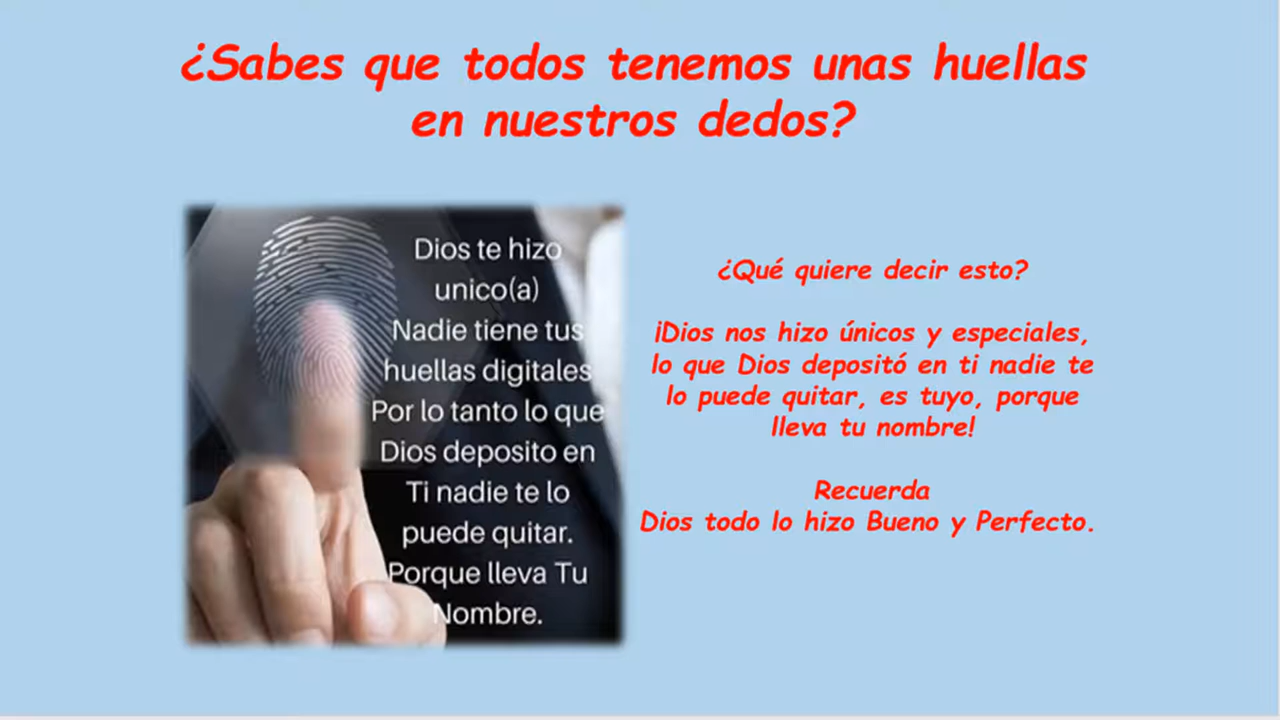 ¿Sabes que todos tenemos unas huellas
en nuestros dedos?
Dios te hizo
unico(a)
Nadie tiene tus
huellas digitales
Por lo tanto lo que
Dios deposito en
Ti nadie te lo
puede quitar.
Porque lleva Tu
Nombre.
¿Qué quiere decir esto?
¡Dios nos hizo únicos y especiales,
lo que Dios depositó en ti nadie te
lo puede quitar, es tuyo, porque
lleva tu nombre!
Recuerda
Dios todo lo hizo Bueno y Perfecto.